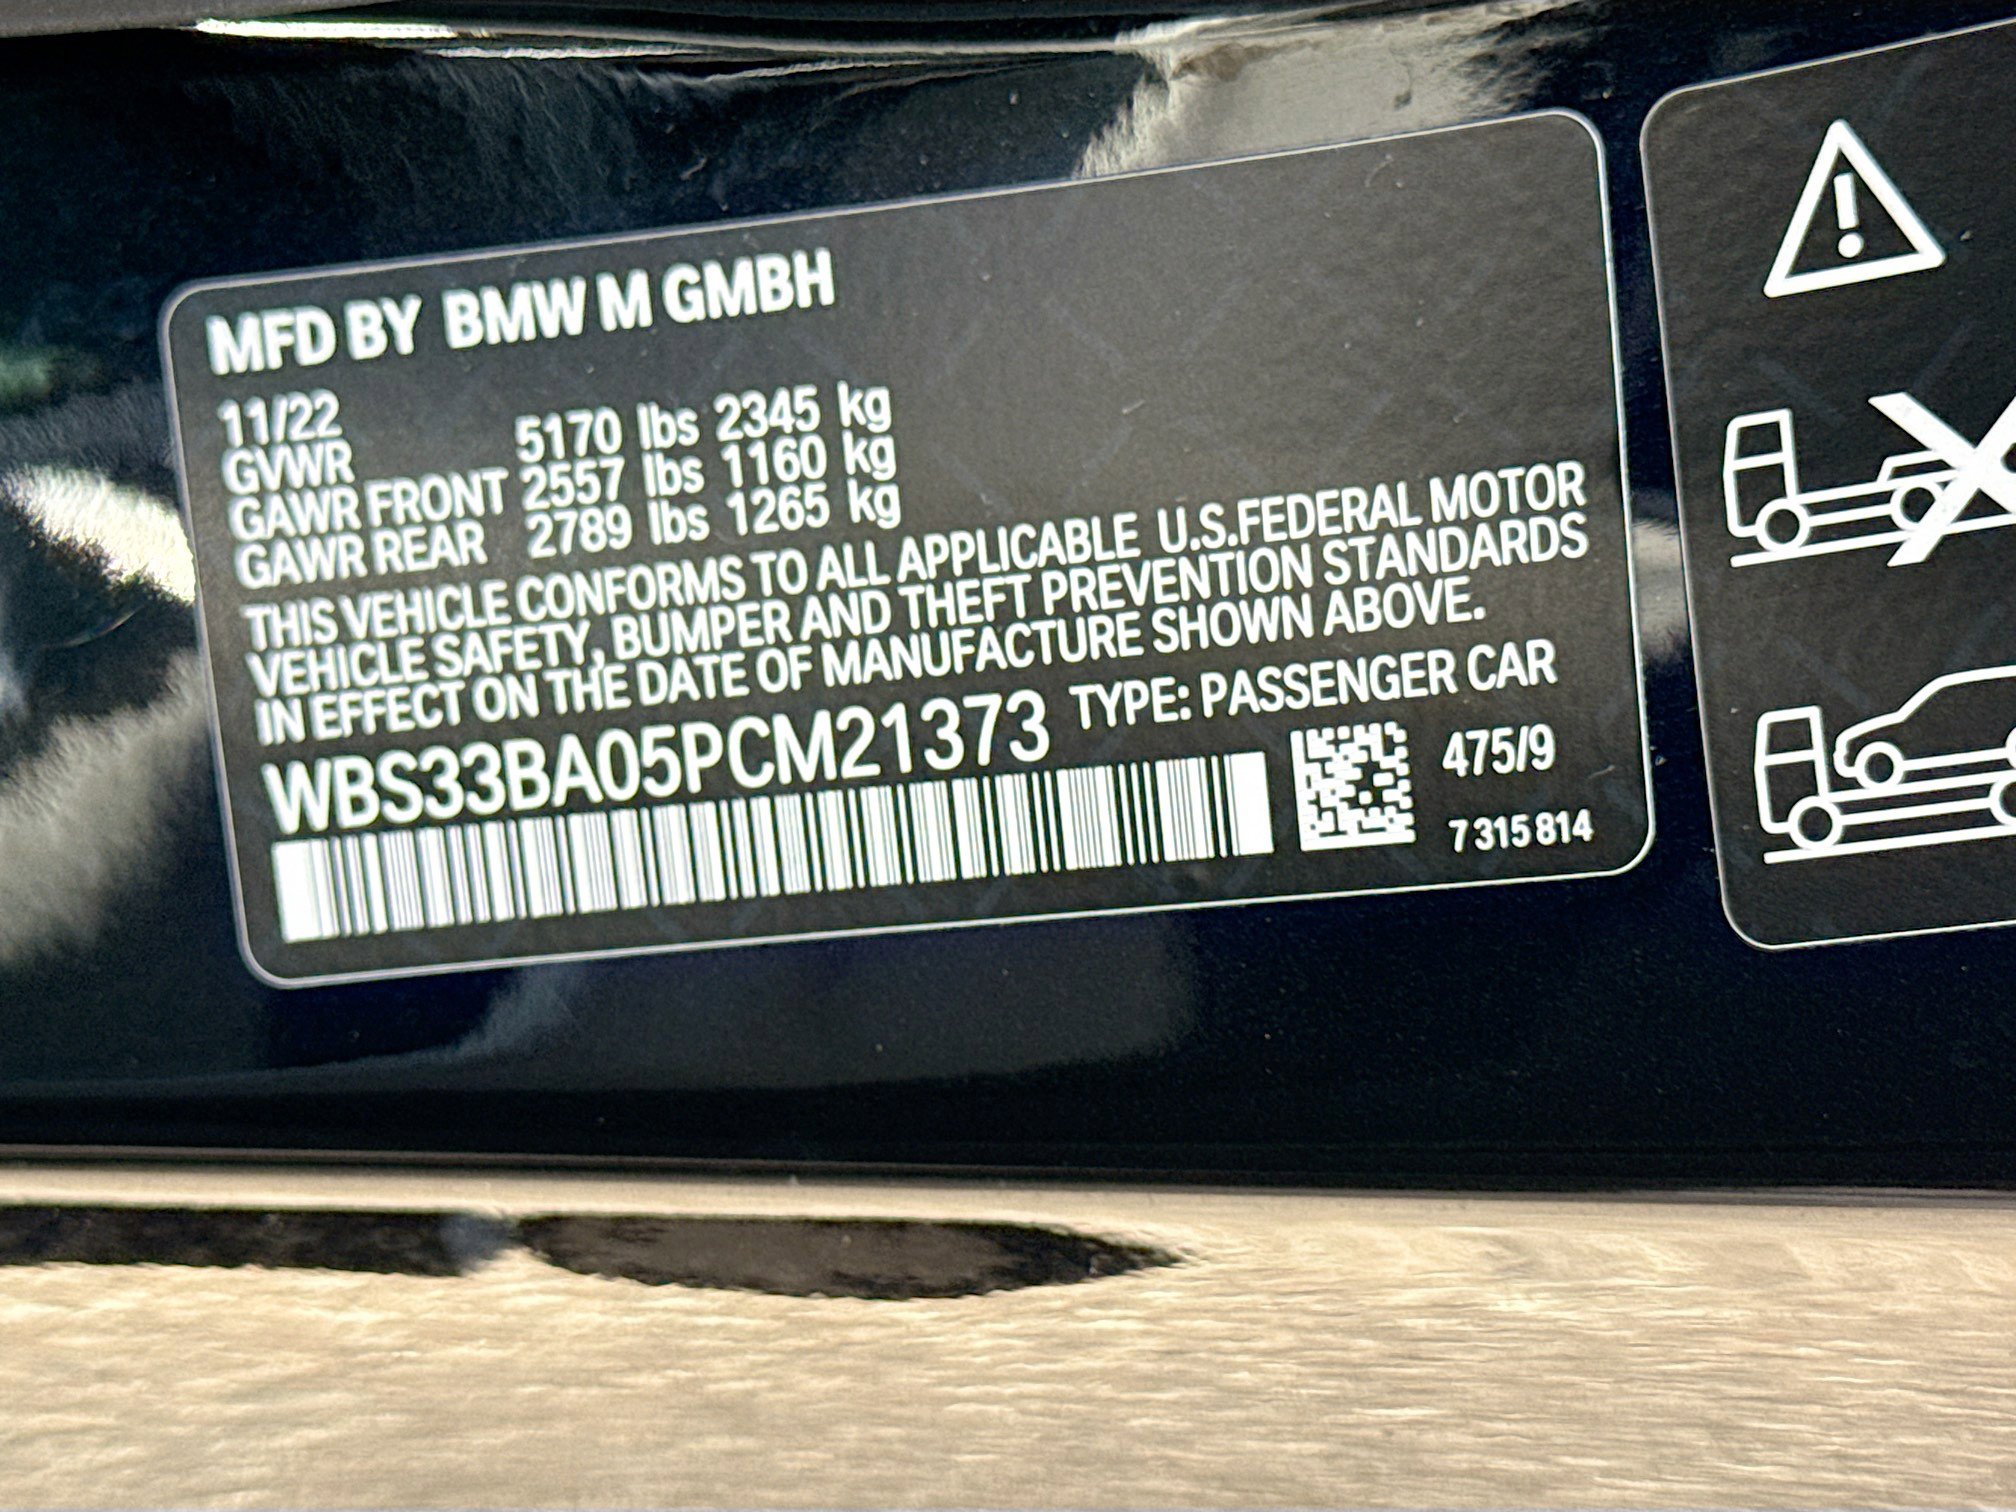 MFD BY BMW M GMBH
11/22
GVWR 5170 lbs 2345 kg
GAWR FRONT 2557 lbs 1160 kg
GAWR REAR 2789 lbs 1265 kg
THIS VEHICLE CONFORMS TO ALL APPLICABLE U.S.FEDERAL MOTOR
VEHICLE SAFETY, BUMPER AND THEFT PREVENTION STANDARDS
IN EFFECT ON THE DATE OF MANUFACTURE SHOWN ABOVE.
WBS33BA05PCM21373 TYPE: PASSENGER CAR
475/9
7 315 814